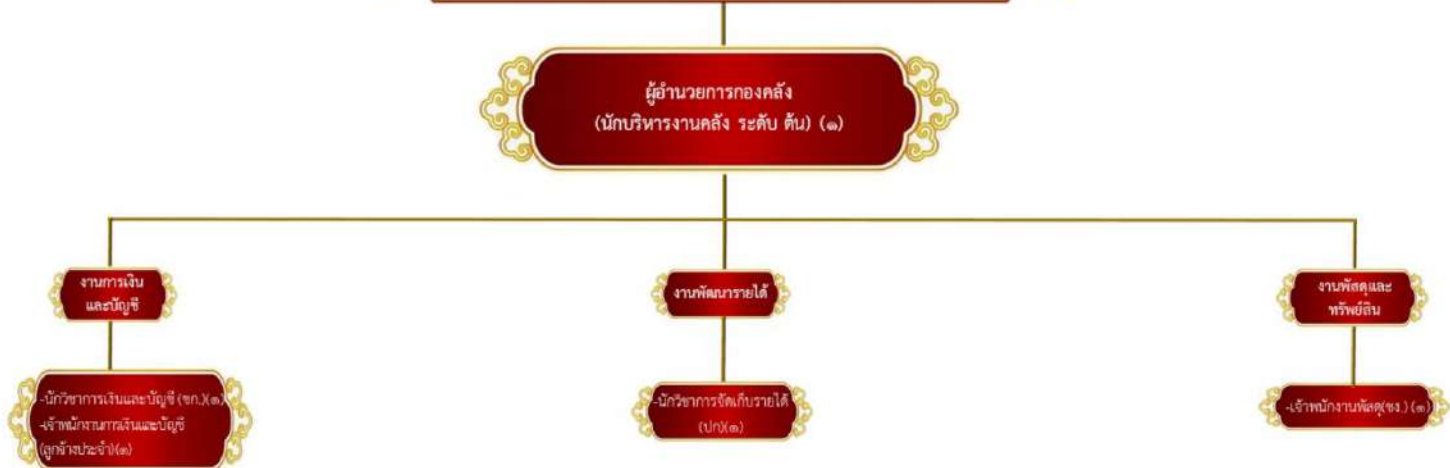 ผู้อำนวยการกองคลัง
(นักบริหารงานคลัง ระดับ ต้น) (๑)
งานการเงิน
และบัญชี
งานพัฒนารายได้
งานพัสดุและ
ทรัพย์สิน
-นักวิชาการเงินและบัญชี (ชก.)(๑)
-เจ้าพนักงานการเงินและบัญชี
(ลูกจ้างประจำ)(๑)
-นักวิชาการจัดเก็บรายได้
(ปก)(๑)
-เจ้าพนักงานพัสดุ(ชง.) (๑)